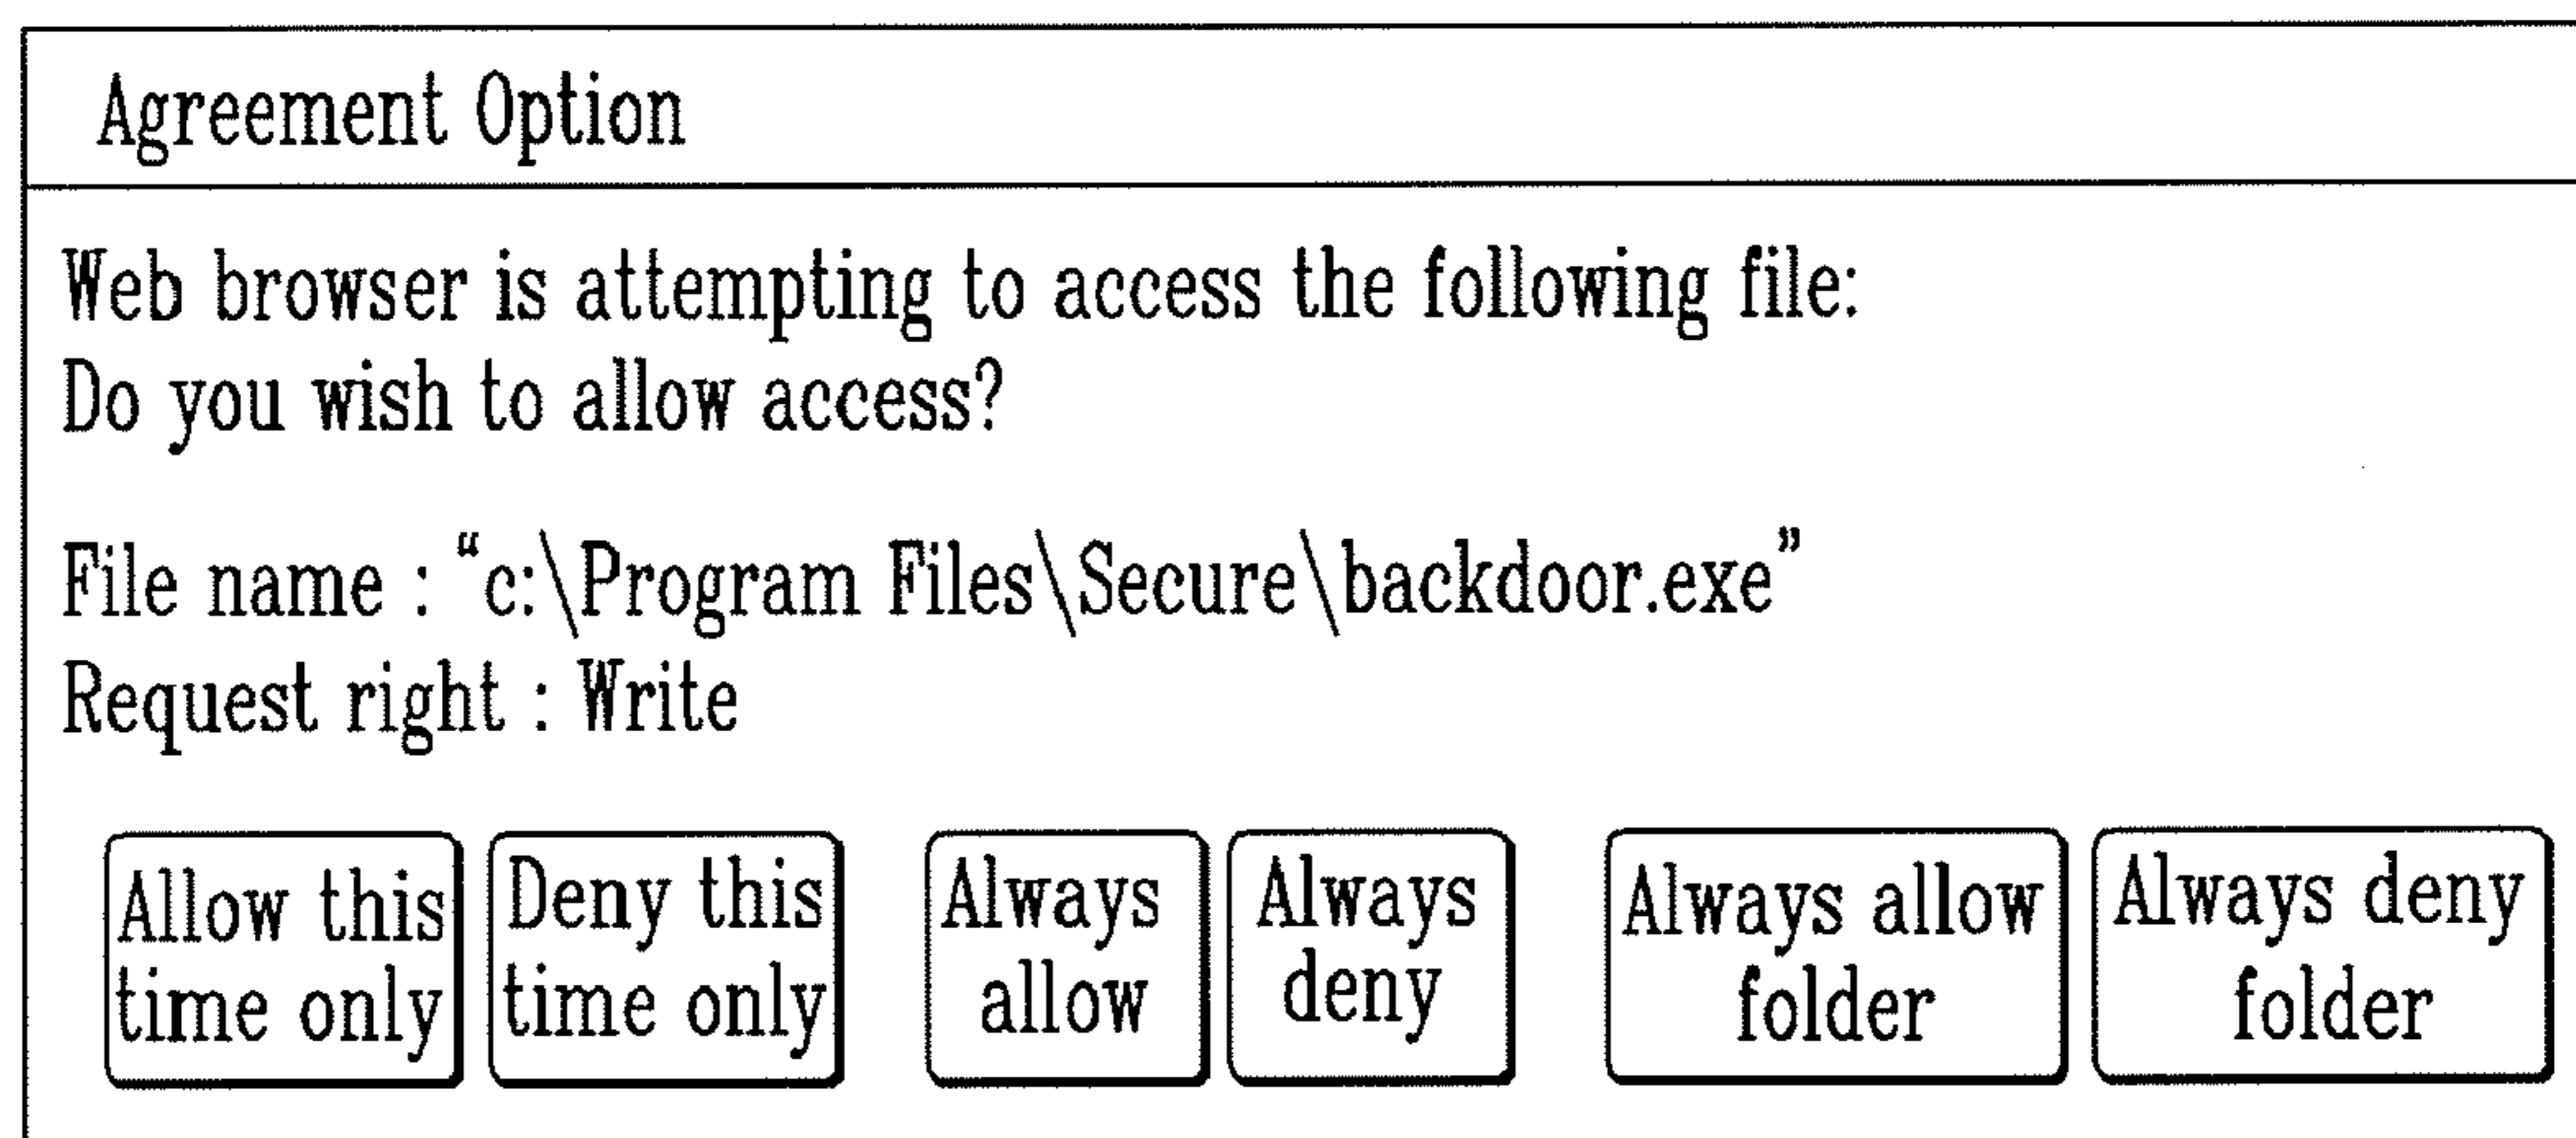 Agreement Option
Web browser is attempting to access the following file:
Do you wish to allow access?
File name : “c:\Program Files\Secure\backdoor.exe”
Request right : Write
Allow this time only
Deny this time only
Always allow
Always deny
Always allow folder
Always deny folder